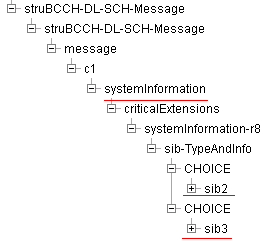 struBCCH-DL-SCH-Message
struBCCH-DL-SCH-Message
message
c1
systemInformation
criticalExtensions
systemInformation-r8
sib-TypeAndInfo
CHOICE
sib2
CHOICE
sib3